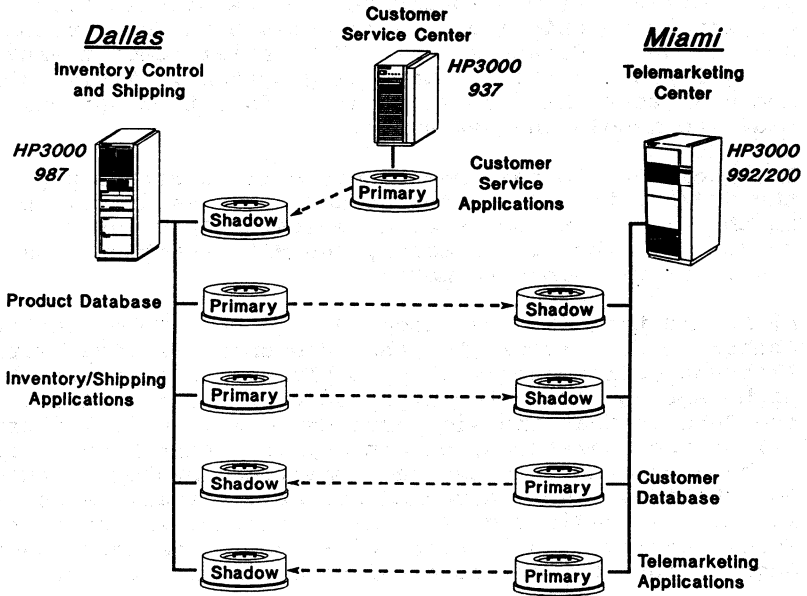 Dallas
Inventory Control
and Shipping
HP3000
987
Customer
Service Center
HP3000
937
Miami
Telemarketing
Center
HP3000
992/200
Primary
Customer
Service
Applications
Shadow
Product Database
Primary
Shadow
Inventory/Shipping
Applications
Primary
Shadow
Shadow
Primary
Customer
Database
Shadow
Primary
Telemarketing
Applications